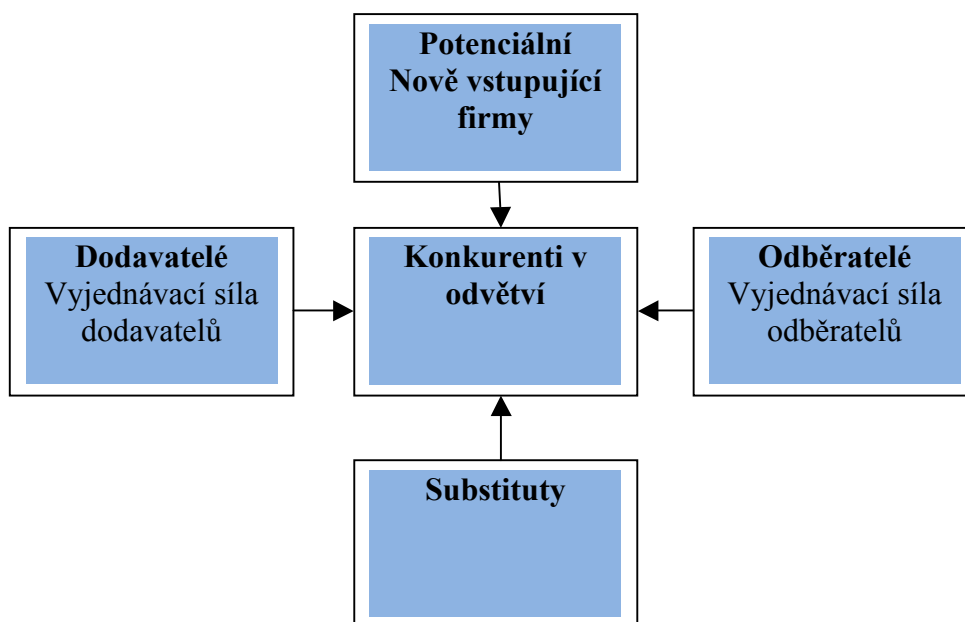 Potenciální
Nově vstupující
firmy
Dodavatelé
Vyjednávací síla
dodavatelů
Konkurenti v
odvětví
Odběratelé
Vyjednávací síla
odběratelů
Substituty